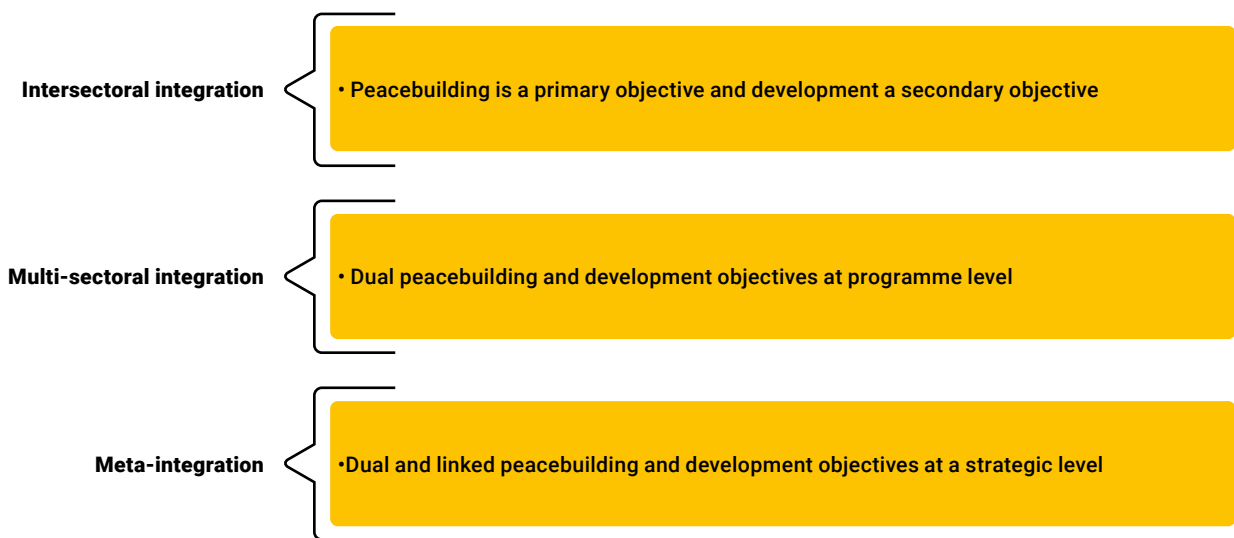 Intersectoral integration
• Peacebuilding is a primary objective and development a secondary objective
Multi-sectoral integration
• Dual peacebuilding and development objectives at programme level
Meta-integration
•Dual and linked peacebuilding and development objectives at a strategic level